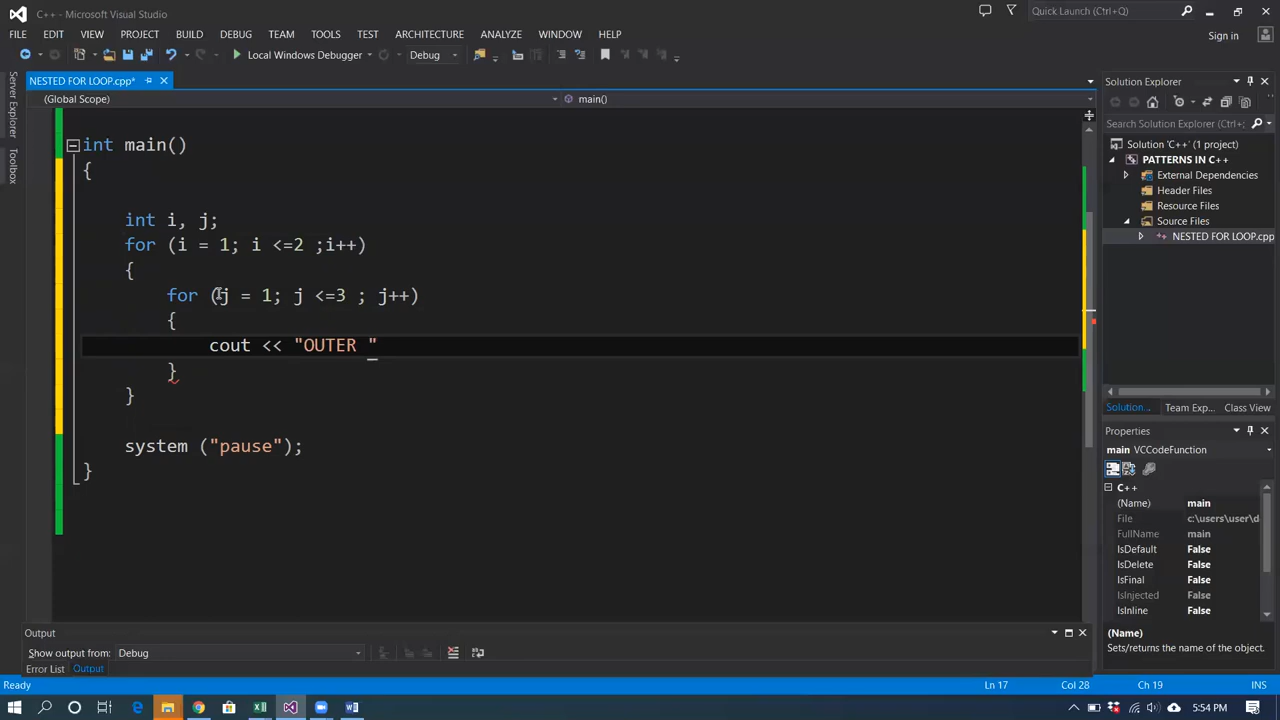 C++ - Microsoft Visual Studio
Quick Launch (Ctrl+Q)
FILE EDIT VIEW PROJECT BUILD DEBUG TEAM TOOLS TEST ARCHITECTURE ANALYZE WINDOW HELP
Sign in
Local Windows Debugger Debug
Server Explorer
Toolbox
NESTED FOR LOOP.cpp*
(Global Scope) main()
int main()
{
int i, j;
for (i = 1; i <=2 ;i++)
{
for (j = 1; j <=3 ; j++)
{
cout << "OUTER "
}
}
system ("pause");
}
Solution Explorer
Search Solution Explorer (Ctrl+;
Solution 'C++' (1 project)
PATTERNS IN C++
External Dependencies
Header Files
Resource Files
Source Files
NESTED FOR LOOP.cpp
Solution... Team Exp... Class View
Properties
main VCCodeFunction
C++
(Name) main
File c:\users\user\d
FullName main
IsDefault False
IsDelete False
IsFinal False
IsInjected False
IsInline False
(Name)
Sets/returns the name of the object.
Output
Show output from: Debug
Error List Output
Ready Ln 17 Col 28 Ch 19 INS
5:54 PM